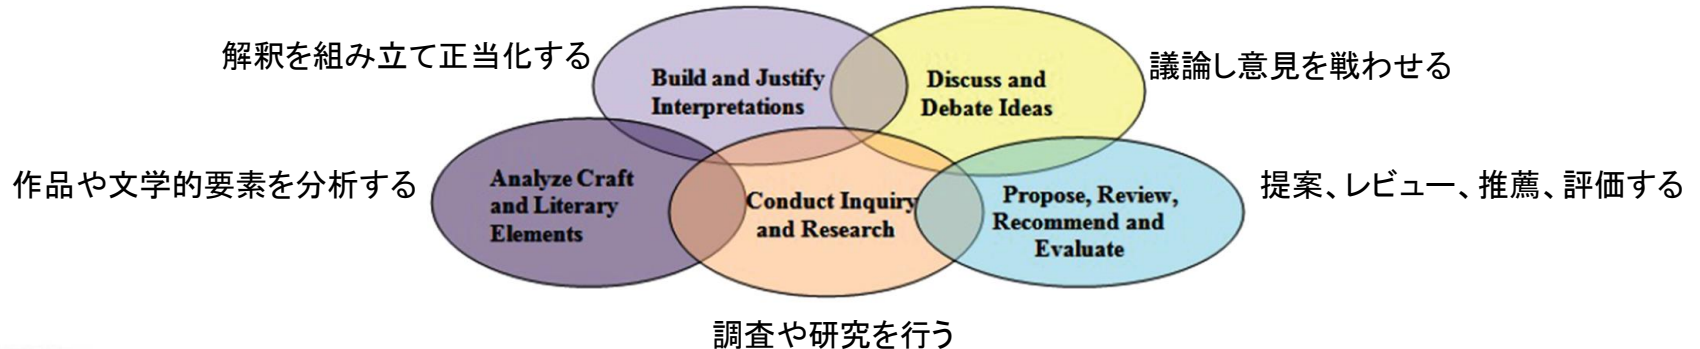 解釈を組み立て正当化する
Build and Justify
Interpretations
Discuss and
Debate Ideas
議論し意見を戦わせる
作品や文学的要素を分析する
Analyze Craft
and Literary
Elements
Conduct Inquiry
and Research
Propose, Review,
Recommend and
Evaluate
提案、レビュー、推薦、評価する
調査や研究を行う